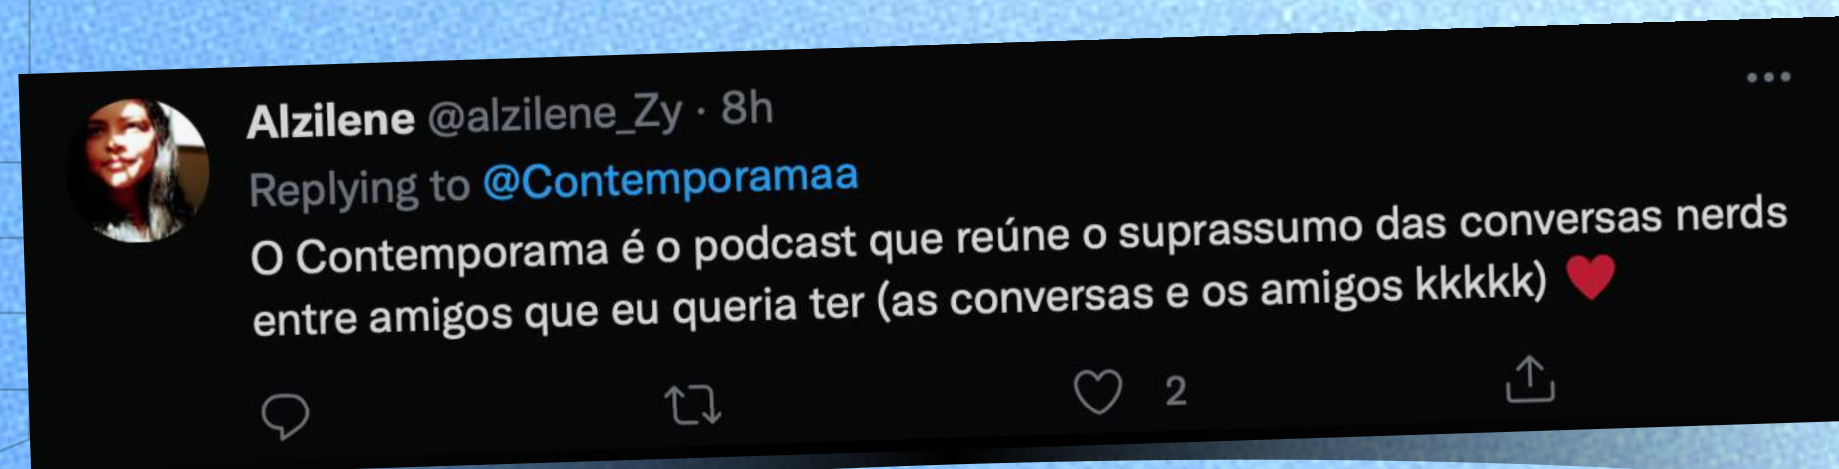 Alzilene @alzilene_Zy · 8h
Replying to @Contemporamaa
O Contemporama é o podcast que reúne o suprassumo das conversas nerds
entre amigos que eu queria ter (as conversas e os amigos kkkkk) ❤️
2